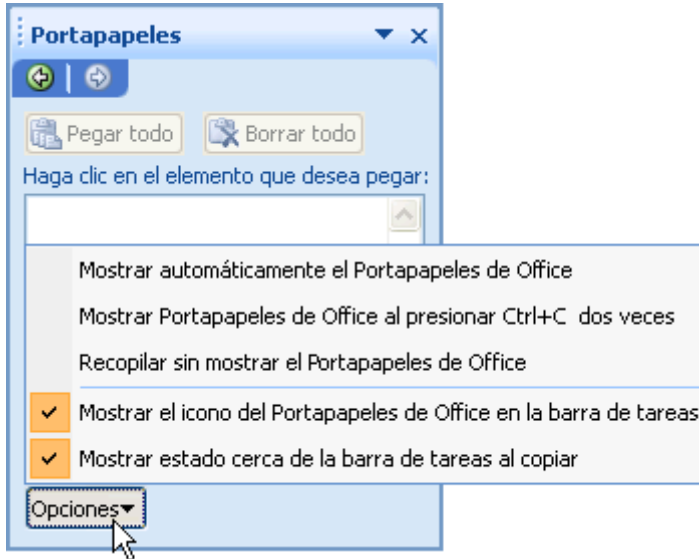 Portapapeles
Pegar todo Borrar todo
Haga clic en el elemento que desea pegar:
Mostrar automáticamente el Portapapeles de Office
Mostrar Portapapeles de Office al presionar Ctrl+C dos veces
Recopilar sin mostrar el Portapapeles de Office
Mostrar el icono del Portapapeles de Office en la barra de tareas
Mostrar estado cerca de la barra de tareas al copiar
Opciones